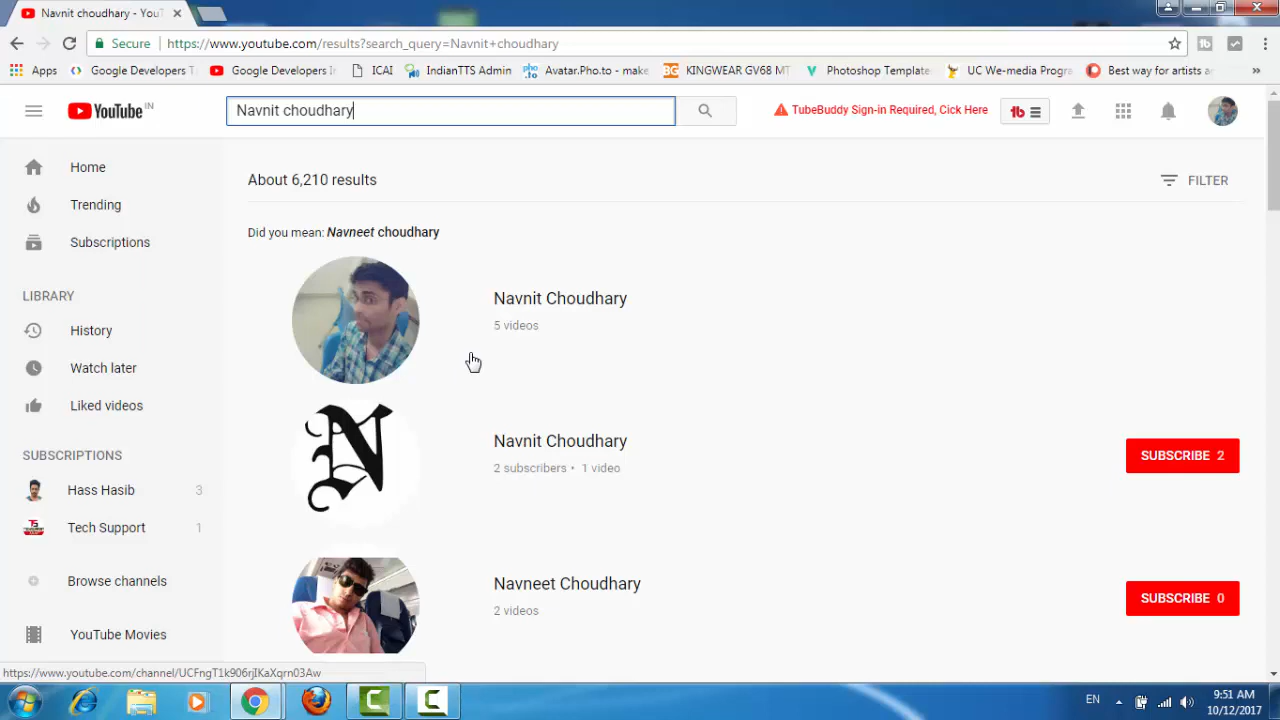 Navnit choudhary - YouT
Secure
https://www.youtube.com/results?search_query=Navnit+choudhary
Apps
Google Developers T
Google Developers In
ICAI
IndianTTS Admin
Avatar.Pho.to - make
KINGWEAR GV68 MT
Photoshop Template
UC We-media Progra
Best way for artists a
»
YouTube IN
Navnit choudhary
TubeBuddy Sign-in Required, Cick Here
tb
Home
Trending
Subscriptions
LIBRARY
History
Watch later
Liked videos
SUBSCRIPTIONS
Hass Hasib 3
Tech Support 1
Browse channels
YouTube Movies
About 6,210 results
FILTER
Did you mean: Navneet choudhary
Navnit Choudhary
5 videos
N
Navnit Choudhary
2 subscribers • 1 video
SUBSCRIBE 2
Navneet Choudhary
2 videos
SUBSCRIBE 0
https://www.youtube.com/channel/UCFngT1k906rjIKaXqrn03Aw
EN
9:51 AM
10/12/2017